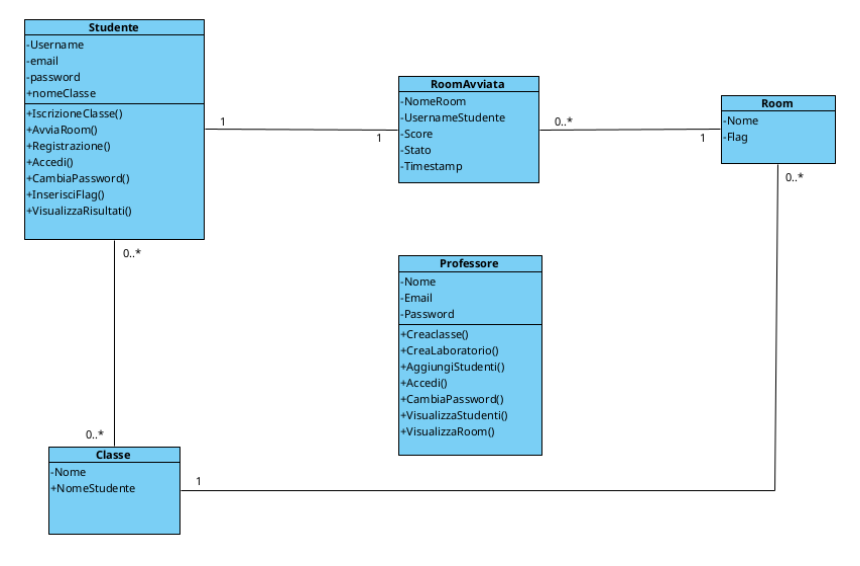 Studente
-Username
-email
-password
+nomeClasse
+IscrizioneClasse()
+AvviaRoom()
+Registrazione()
+Accedi()
+CambiaPassword()
+InserisciFlag()
+VisualizzaRisultati()
1
1
RoomAvviata
-NomeRoom
-UsernameStudente
-Score
-Stato
-Timestamp
0..*
1
Room
-Nome
-Flag
0..*
0..*
Professore
-Nome
-Email
-Password
+Creaclasse()
+CreaLaboratorio()
+AggiungiStudenti()
+Accedi()
+CambiaPassword()
+VisualizzaStudenti()
+VisualizzaRoom()
0..*
Classe
-Nome
+NomeStudente
1